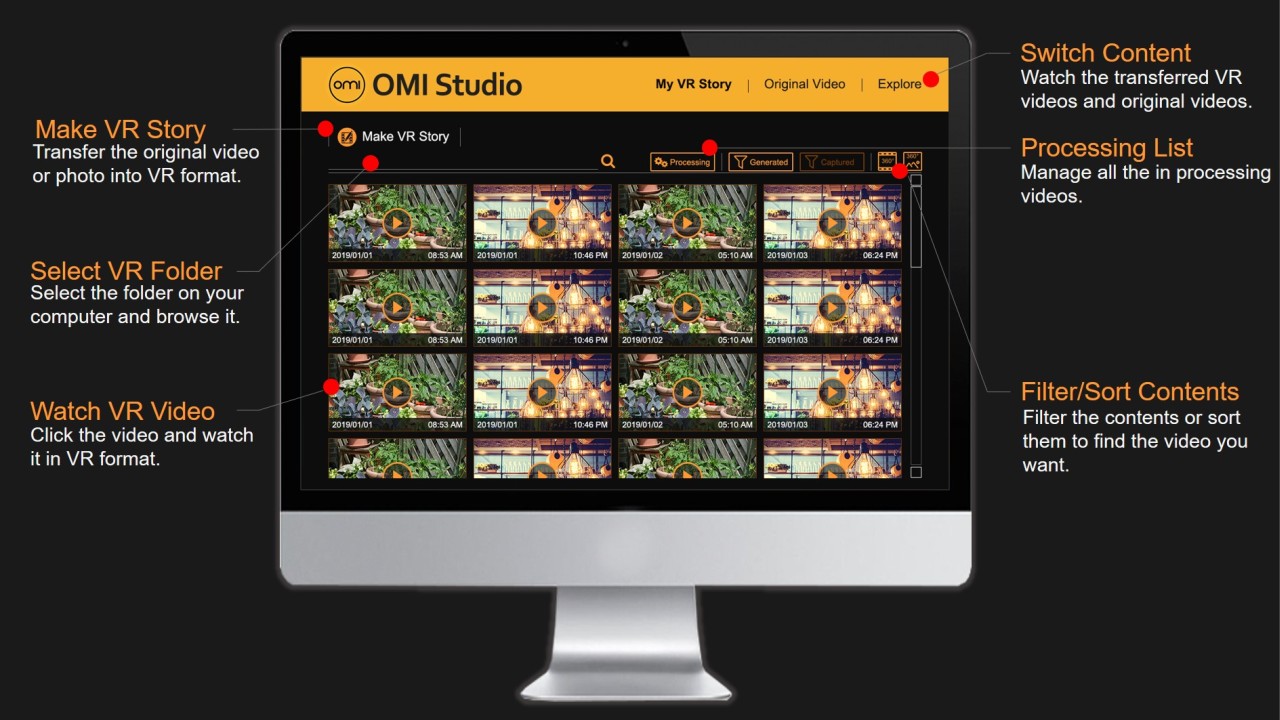 Make VR Story
Transfer the original video
or photo into VR format.
Select VR Folder
Select the folder on your
computer and browse it.
Watch VR Video
Click the video and watch
it in VR format.
omi OMI Studio
My VR Story | Original Video | Explore
Make VR Story
Processing
Generated
Captured
360°
360°
2019/01/01 08:53 AM
2019/01/01 10:46 PM
2019/01/02 05:10 AM
2019/01/03 06:24 PM
2019/01/01 08:53 AM
2019/01/01 10:46 PM
2019/01/02 05:10 AM
2019/01/03 06:24 PM
2019/01/01 08:53 AM
2019/01/01 10:46 PM
2019/01/02 05:10 AM
2019/01/03 06:24 PM
Switch Content
Watch the transferred VR
videos and original videos.
Processing List
Manage all the in processing
videos.
Filter/Sort Contents
Filter the contents or sort
them to find the video you
want.